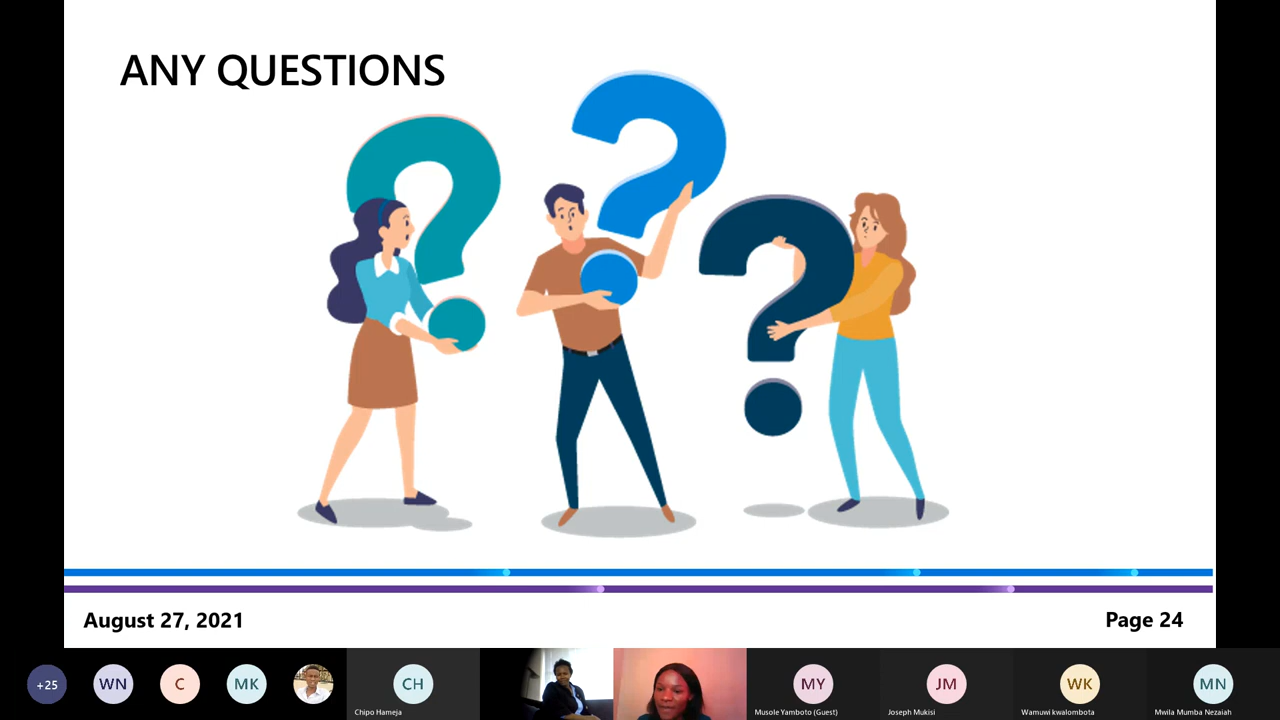 ANY QUESTIONS
August 27, 2021
Page 24
+25
WN
C
MK
CH
MY
JM
WK
MN
Chipo Hameja
Musole Yamboto (Guest)
Joseph Mukisi
Wamuwi kwalombota
Mwila Mumba Nezaiah